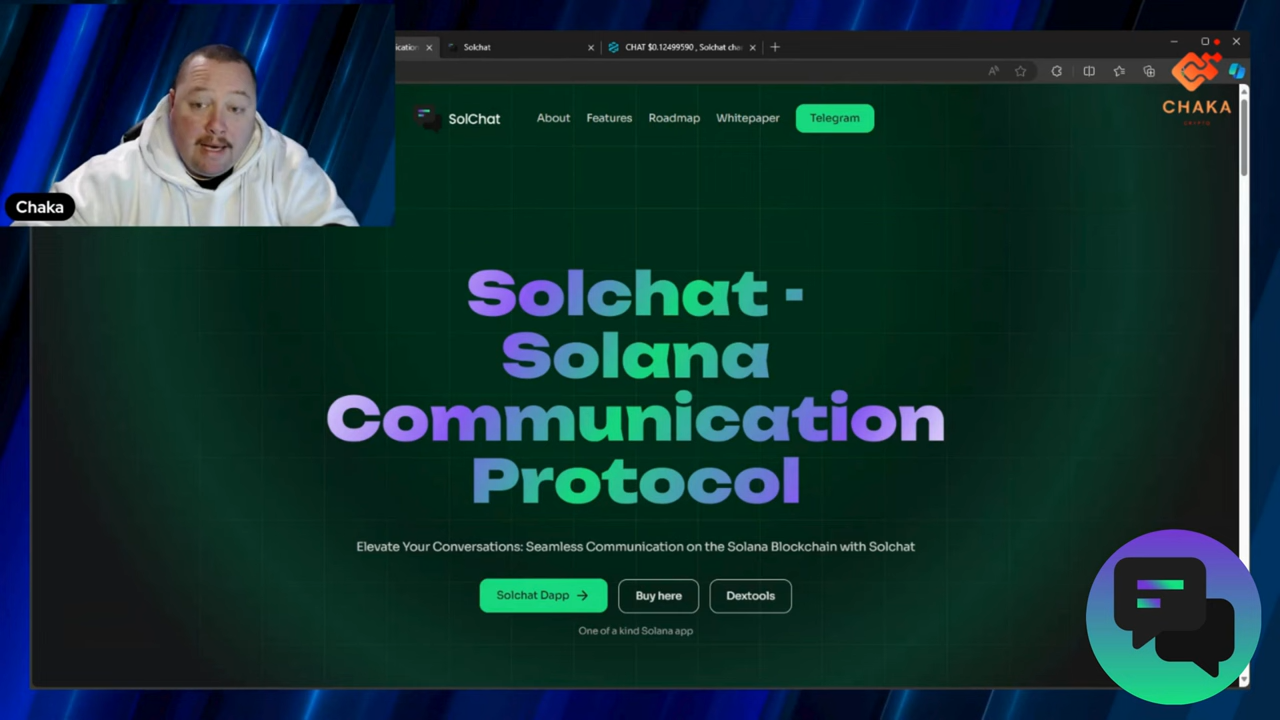 Solchat
CHAT $0.12499590 , Solchat cha
CHAKA
CRYPTO
SolChat
About
Features
Roadmap
Whitepaper
Telegram
Chaka
Solchat -
Solana
Communication
Protocol
Elevate Your Conversations: Seamless Communication on the Solana Blockchain with Solchat
Solchat Dapp →
Buy here
Dextools
One of a kind Solana app